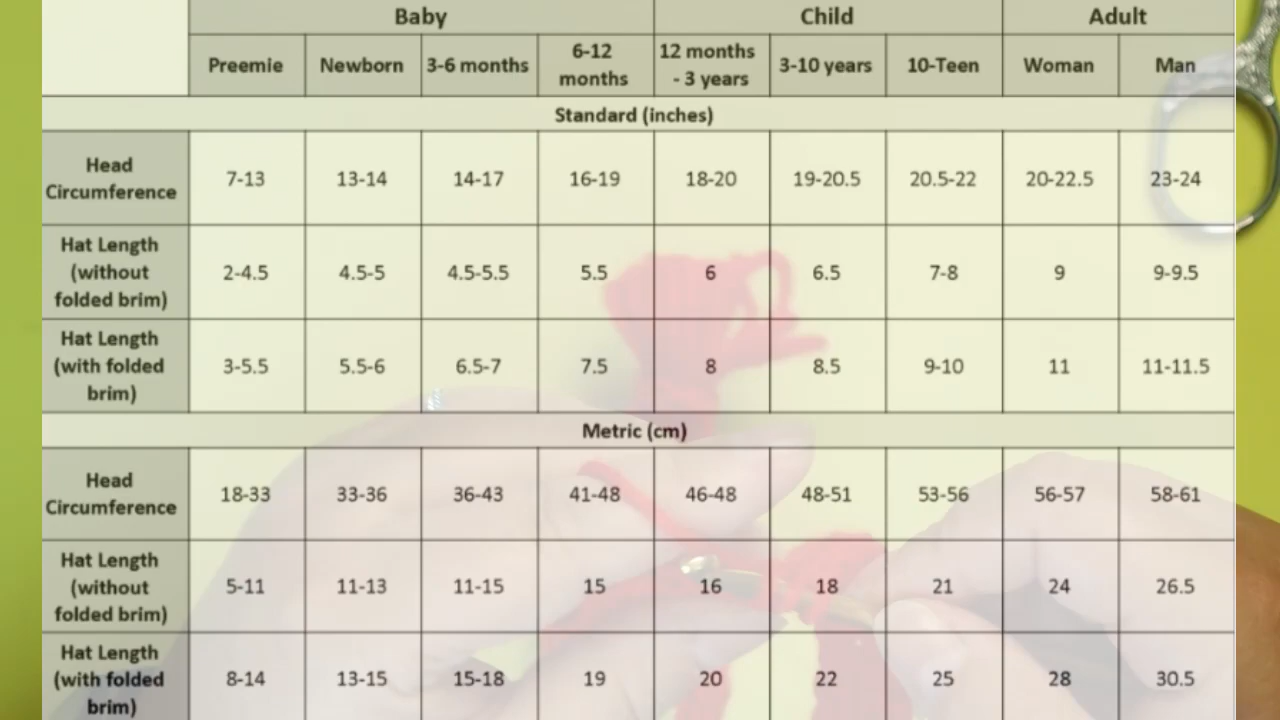 Baby Child Adult
Preemie Newborn 3-6 months 6-12 months 12 months - 3 years 3-10 years 10-Teen Woman Man
Standard (inches)
Head Circumference 7-13 13-14 14-17 16-19 18-20 19-20.5 20.5-22 20-22.5 23-24
Hat Length (without folded brim) 2-4.5 4.5-5 4.5-5.5 5.5 6 6.5 7-8 9 9-9.5
Hat Length (with folded brim) 3-5.5 5.5-6 6.5-7 7.5 8 8.5 9-10 11 11-11.5
Metric (cm)
Head Circumference 18-33 33-36 36-43 41-48 46-48 48-51 53-56 56-57 58-61
Hat Length (without folded brim) 5-11 11-13 11-15 15 16 18 21 24 26.5
Hat Length (with folded brim) 8-14 13-15 15-18 19 20 22 25 28 30.5